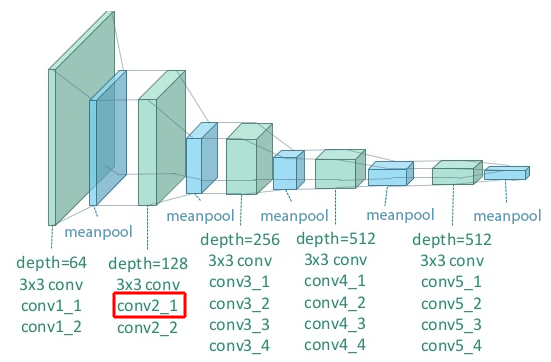 meanpool
meanpool
meanpool
meanpool
meanpool
depth=64
3x3 conv
conv1_1
conv1_2
depth=128
3x3 conv
conv2_1
conv2_2
depth=256
3x3 conv
conv3_1
conv3_2
conv3_3
conv3_4
depth=512
3x3 conv
conv4_1
conv4_2
conv4_3
conv4_4
depth=512
3x3 conv
conv5_1
conv5_2
conv5_3
conv5_4